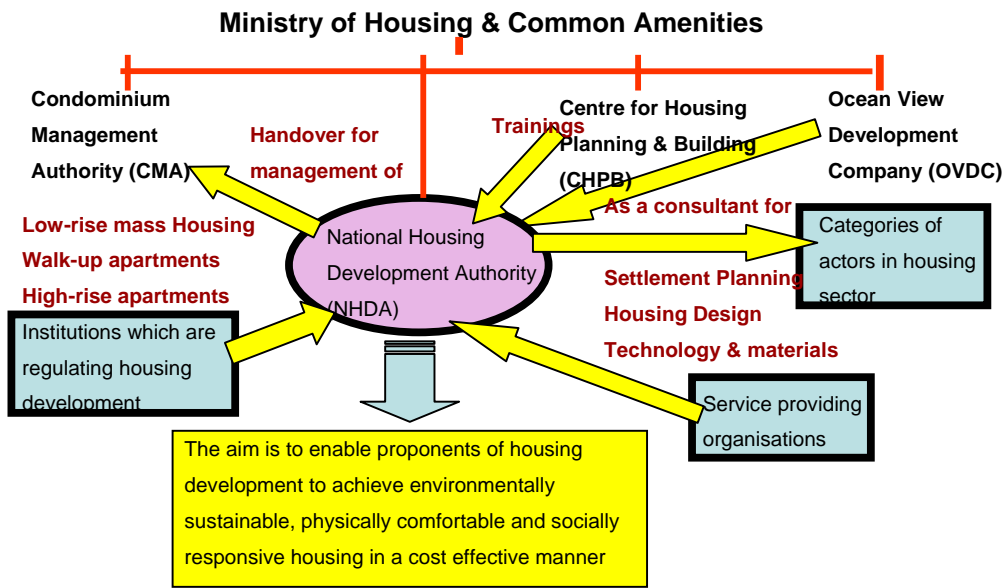 Ministry of Housing & Common Amenities
Condominium
Management
Authority (CMA)
Handover for
management of
Trainings
Centre for Housing
Planning & Building
(CHPB)
Ocean View
Development
Company (OVDC)
Low-rise mass Housing
Walk-up apartments
High-rise apartments
National Housing
Development Authority
(NHDA)
As a consultant for
Settlement Planning
Housing Design
Technology & materials
Categories of
actors in housing
sector
Institutions which are
regulating housing
development
Service providing
organisations
The aim is to enable proponents of housing
development to achieve environmentally
sustainable, physically comfortable and socially
responsive housing in a cost effective manner